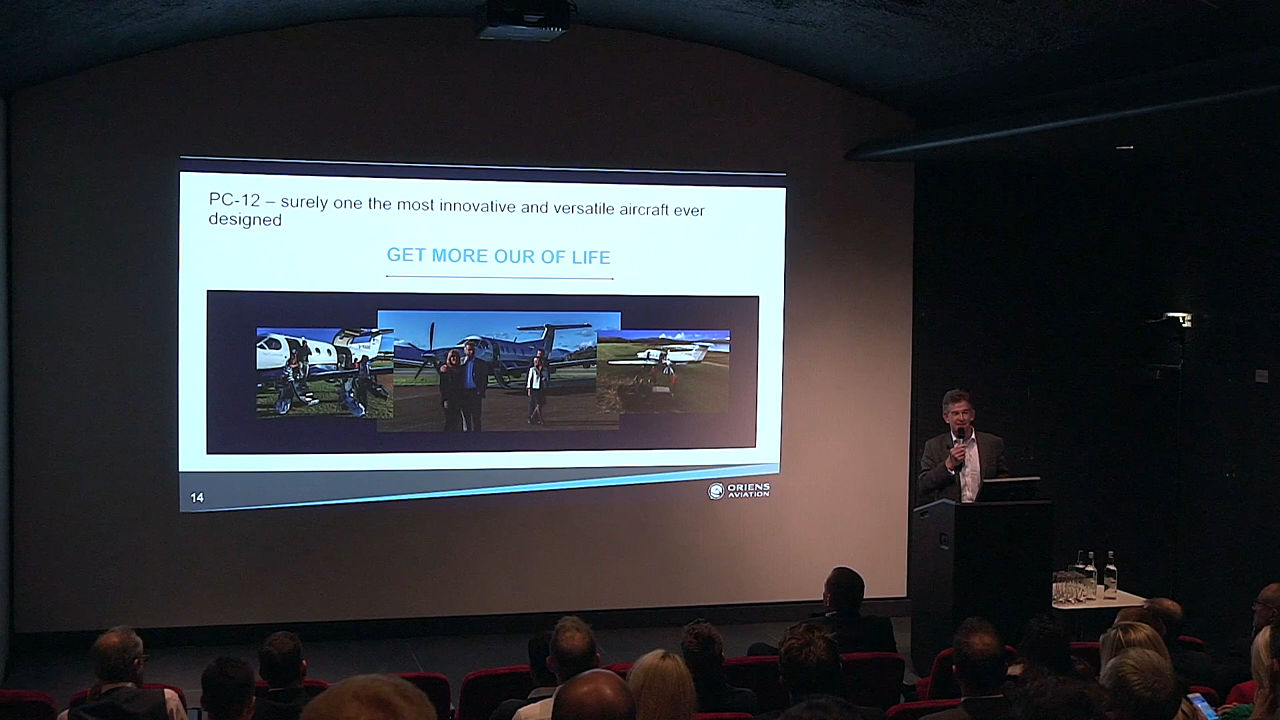 PC-12 – surely one the most innovative and versatile aircraft ever
designed
GET MORE OUR OF LIFE
14
ORIENS
AVIATION